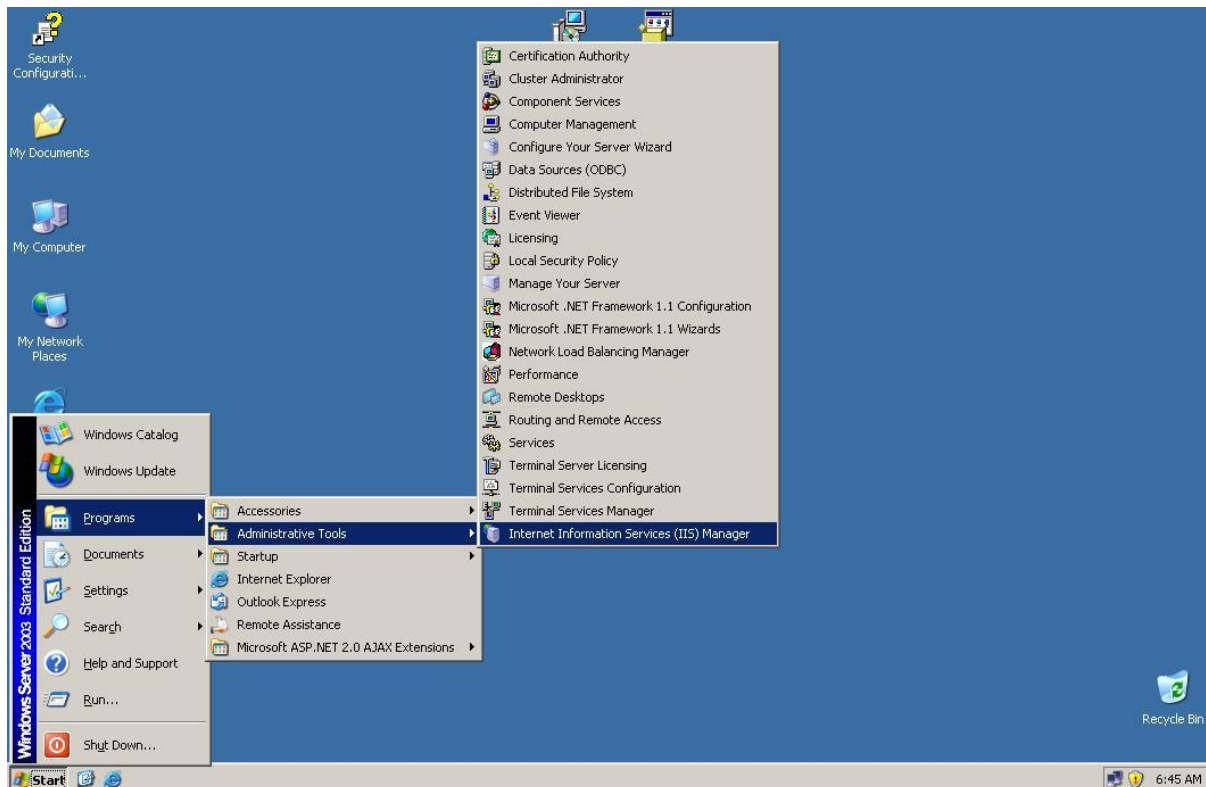 Security
Configurati...
My Documents
My Computer
My Network
Places
Certification Authority
Cluster Administrator
Component Services
Computer Management
Configure Your Server Wizard
Data Sources (ODBC)
Distributed File System
Event Viewer
Licensing
Local Security Policy
Manage Your Server
Microsoft .NET Framework 1.1 Configuration
Microsoft .NET Framework 1.1 Wizards
Network Load Balancing Manager
Performance
Remote Desktops
Routing and Remote Access
Services
Terminal Server Licensing
Terminal Services Configuration
Terminal Services Manager
Internet Information Services (IIS) Manager
Windows Catalog
Windows Update
Programs
Documents
Settings
Search
Help and Support
Run...
Shut Down...
Windows Server 2003 Standard Edition
Accessories
Administrative Tools
Startup
Internet Explorer
Outlook Express
Remote Assistance
Microsoft ASP.NET 2.0 AJAX Extensions
Recycle Bin
Start
6:45 AM